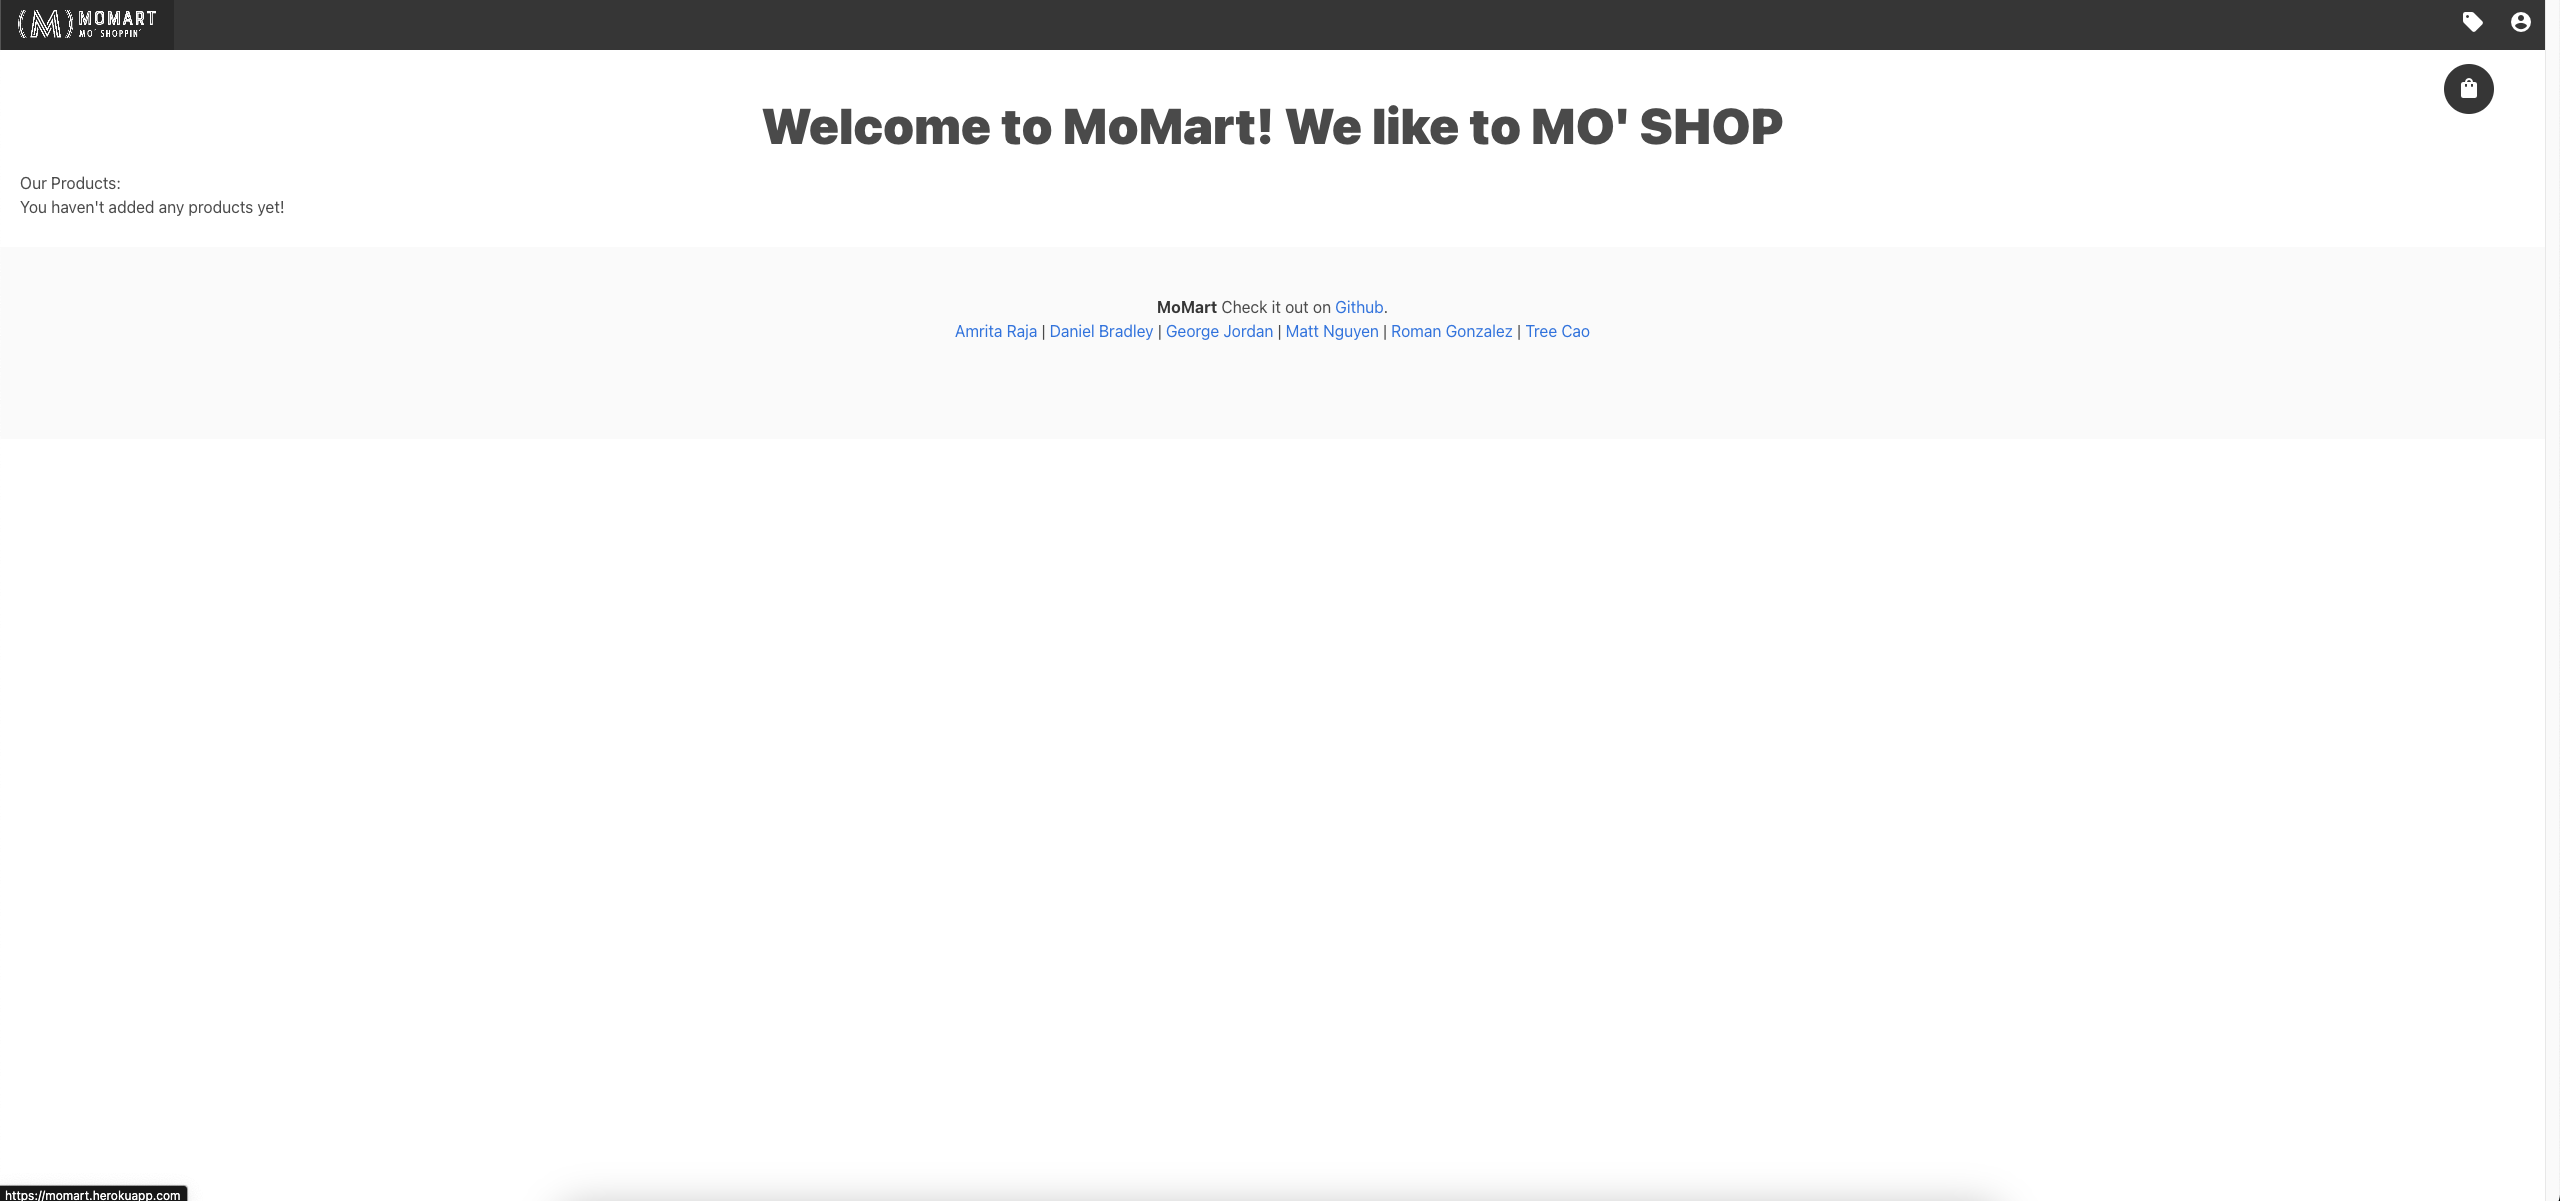 MOMART
MO' SHOPPIN'
Welcome to MoMart! We like to MO' SHOP
Our Products:
You haven't added any products yet!
MoMart Check it out on Github.
Amrita Raja | Daniel Bradley | George Jordan | Matt Nguyen | Roman Gonzalez | Tree Cao
https://momart.herokuapp.com